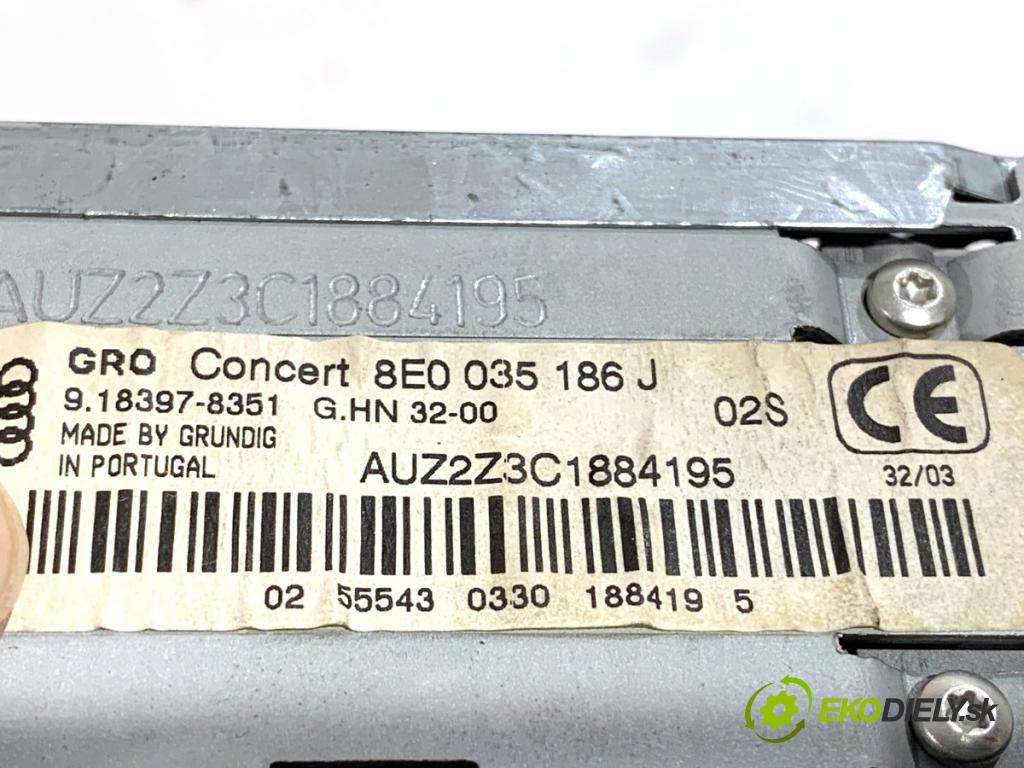 AUZ2Z3C1884195
GRO Concert 8E0 035 186 J
9.18397-8351 G.HN 32-00 02S
MADE BY GRUNDIG
IN PORTUGAL
AUZ2Z3C1884195
CE
32/03
02 55543 0330 188419 5
EKODIELY.sk